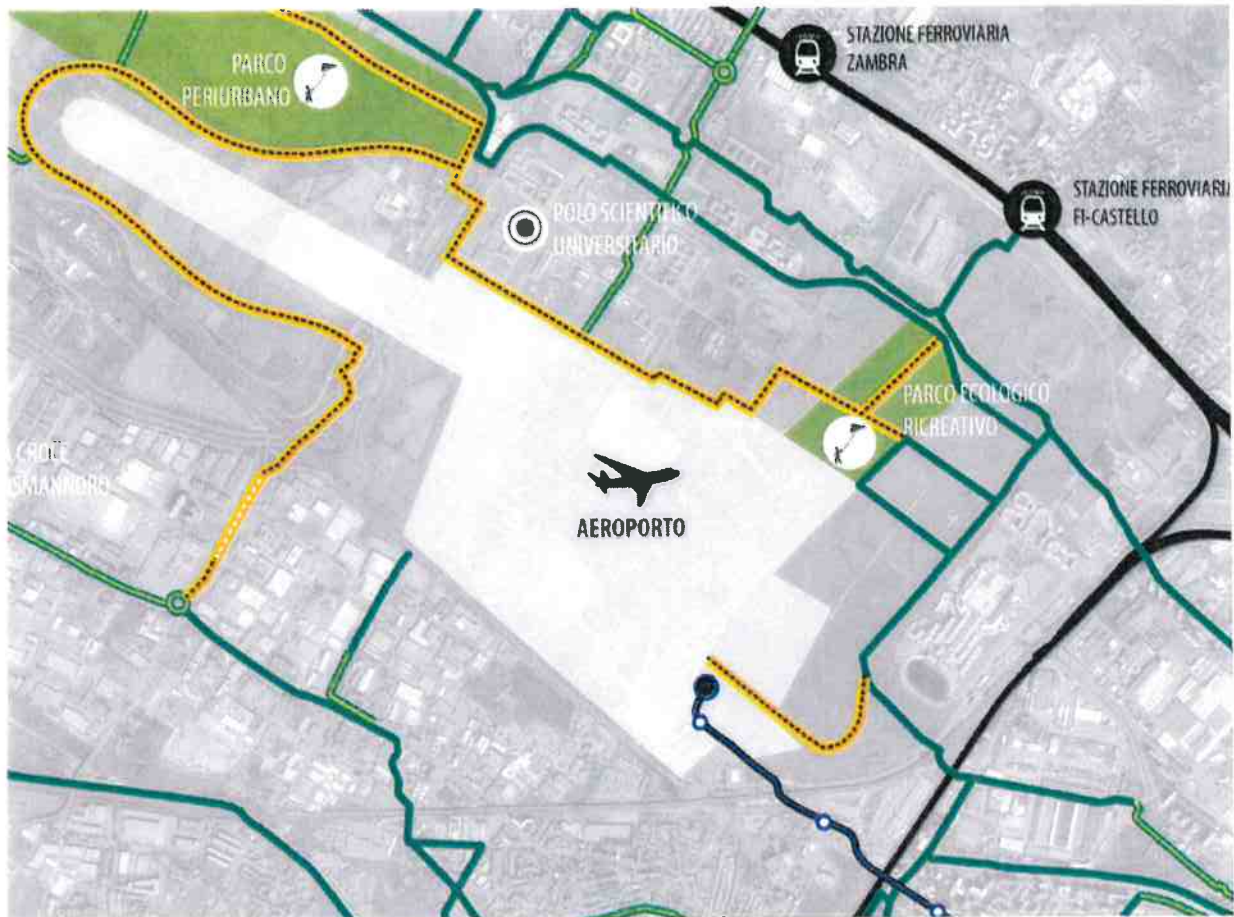 STAZIONE FERROVIARIA
ZAMBRA
PARCO
PERIURBANO
STAZIONE FERROVIARIA
FI-CASTELLO
POLO SCIENTIFICO
UNIVERSITARIO
PARCO ECOLOGICO
RICREATIVO
AEROPORTO